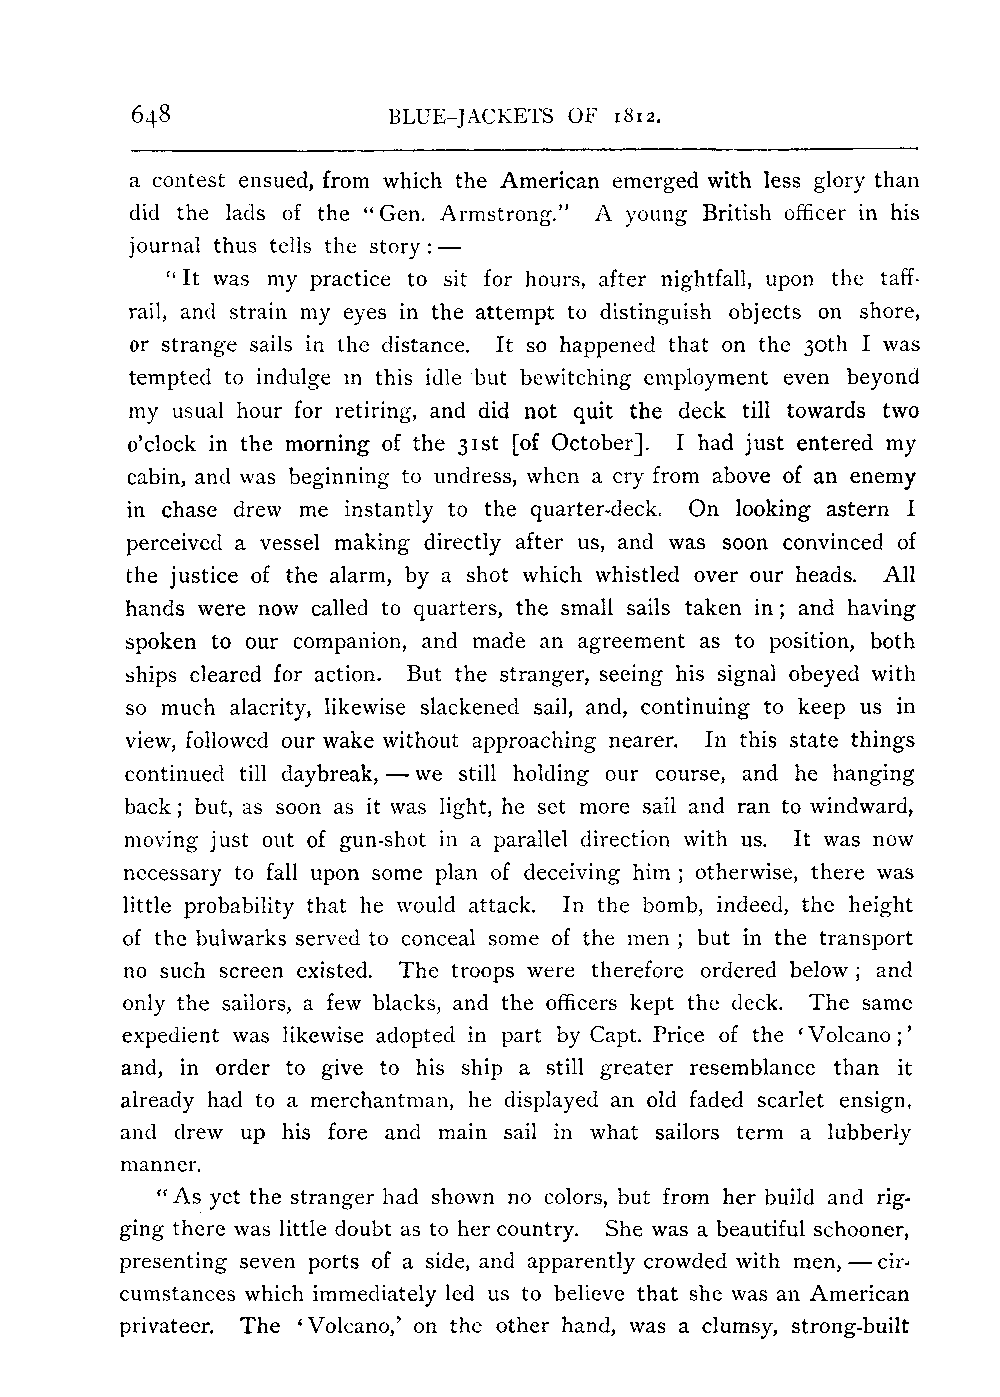 648 BLUE-JACKETS OF 1812.
a contest ensued, from which the American emerged with less glory than
did the lads of the "Gen. Armstrong." A young British officer in his
journal thus tells the story: —
"It was my practice to sit for hours, after nightfall, upon the taff-
rail, and strain my eyes in the attempt to distinguish objects on shore,
or strange sails in the distance. It so happened that on the 30th I was
tempted to indulge in this idle but bewitching employment even beyond
my usual hour for retiring, and did not quit the deck till towards two
o'clock in the morning of the 31st [of October]. I had just entered my
cabin, and was beginning to undress, when a cry from above of an enemy
in chase drew me instantly to the quarter-deck. On looking astern I
perceived a vessel making directly after us, and was soon convinced of
the justice of the alarm, by a shot which whistled over our heads. All
hands were now called to quarters, the small sails taken in; and having
spoken to our companion, and made an agreement as to position, both
ships cleared for action. But the stranger, seeing his signal obeyed with
so much alacrity, likewise slackened sail, and, continuing to keep us in
view, followed our wake without approaching nearer. In this state things
continued till daybreak, — we still holding our course, and he hanging
back; but, as soon as it was light, he set more sail and ran to windward,
moving just out of gun-shot in a parallel direction with us. It was now
necessary to fall upon some plan of deceiving him; otherwise, there was
little probability that he would attack. In the bomb, indeed, the height
of the bulwarks served to conceal some of the men; but in the transport
no such screen existed. The troops were therefore ordered below; and
only the sailors, a few blacks, and the officers kept the deck. The same
expedient was likewise adopted in part by Capt. Price of the 'Volcano;'
and, in order to give to his ship a still greater resemblance than it
already had to a merchantman, he displayed an old faded scarlet ensign,
and drew up his fore and main sail in what sailors term a lubberly
manner.
"As yet the stranger had shown no colors, but from her build and rig-
ging there was little doubt as to her country. She was a beautiful schooner,
presenting seven ports of a side, and apparently crowded with men, — cir-
cumstances which immediately led us to believe that she was an American
privateer. The 'Volcano,' on the other hand, was a clumsy, strong-built